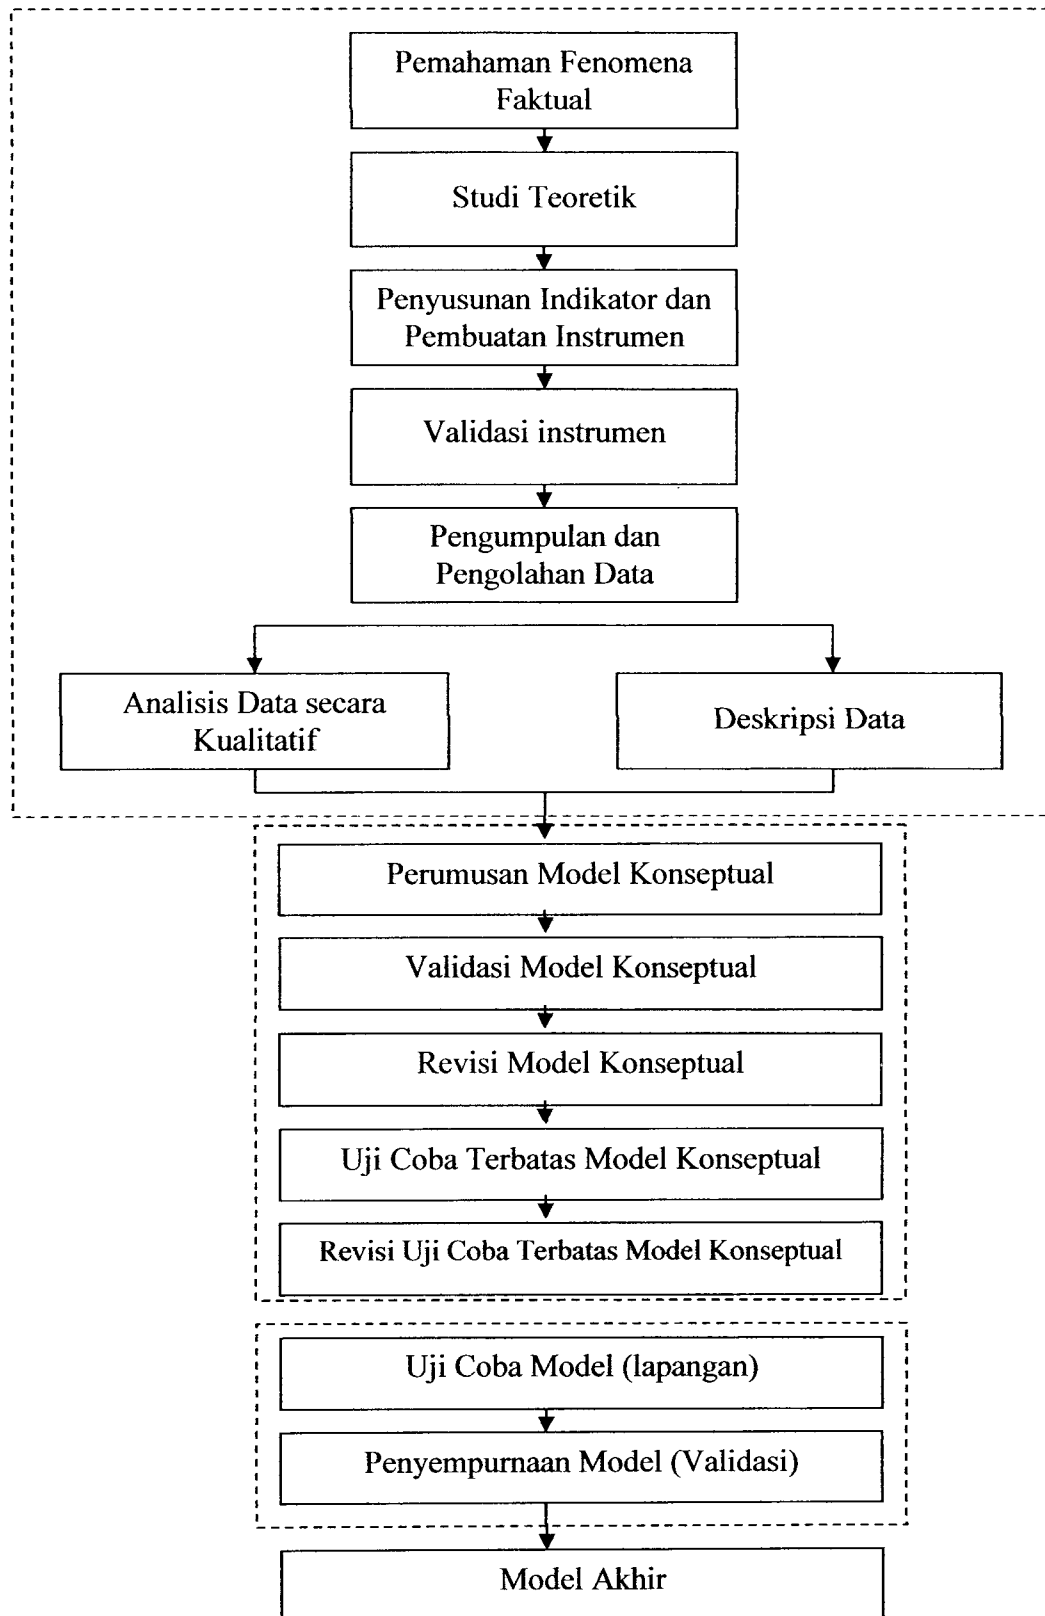 Pemahaman Fenomena
Faktual
Studi Teoretik
Penyusunan Indikator dan
Pembuatan Instrumen
Validasi instrumen
Pengumpulan dan
Pengolahan Data
Analisis Data secara
Kualitatif
Deskripsi Data
Perumusan Model Konseptual
Validasi Model Konseptual
Revisi Model Konseptual
Uji Coba Terbatas Model Konseptual
Revisi Uji Coba Terbatas Model Konseptual
Uji Coba Model (lapangan)
Penyempurnaan Model (Validasi)
Model Akhir